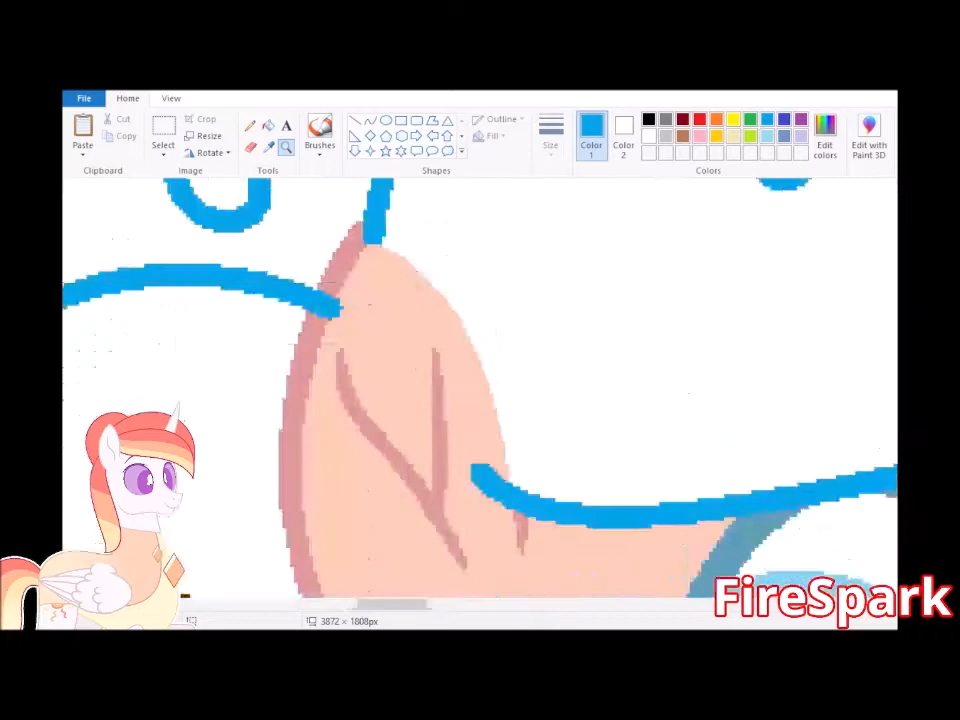 File Home View
Paste Cut Copy Clipboard
Select Crop Resize Rotate Image
A Tools
Brushes
Outline Fill Shapes
Size
Color 1 Color 2 Edit colors Colors
Edit with Paint 3D
FireSpark
3872 × 1808px